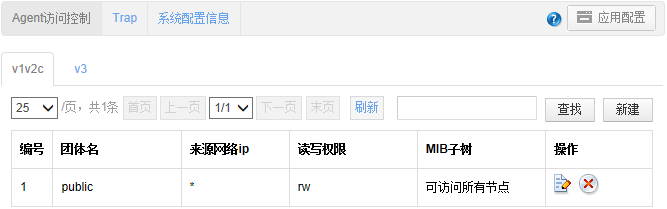 Agent访问控制 Trap 系统配置信息 应用配置
v1v2c v3
25 /页，共1条 首页 上一页 1/1 下一页 末页 刷新 查找 新建
编号 团体名 来源网络ip 读写权限 MIB子树 操作
1 public * rw 可访问所有节点